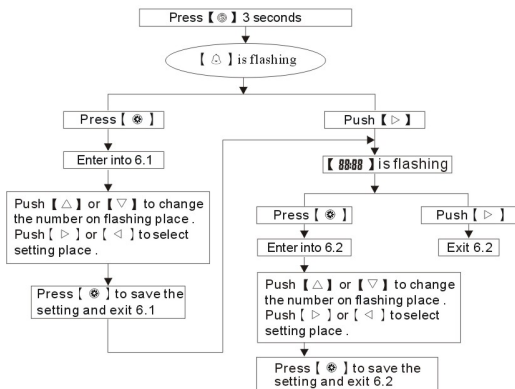 Press【 ⊚ 】3 seconds
【 🔔 】is flashing
Press【 ❁ 】
Push【 ▷ 】
Enter into 6.1
【 88:88 】is flashing
Push【 △ 】or【 ▽ 】to change
the number on flashing place .
Push【 ▷ 】or【 ◁ 】to select
setting place .
Press【 ❁ 】
Push【 ▷ 】
Enter into 6.2
Exit 6.2
Press【 ❁ 】to save the
setting and exit 6.1
Push【 △ 】or【 ▽ 】to change
the number on flashing place .
Push【 ▷ 】or【 ◁ 】to select
setting place .
Press【 ❁ 】to save the
setting and exit 6.2